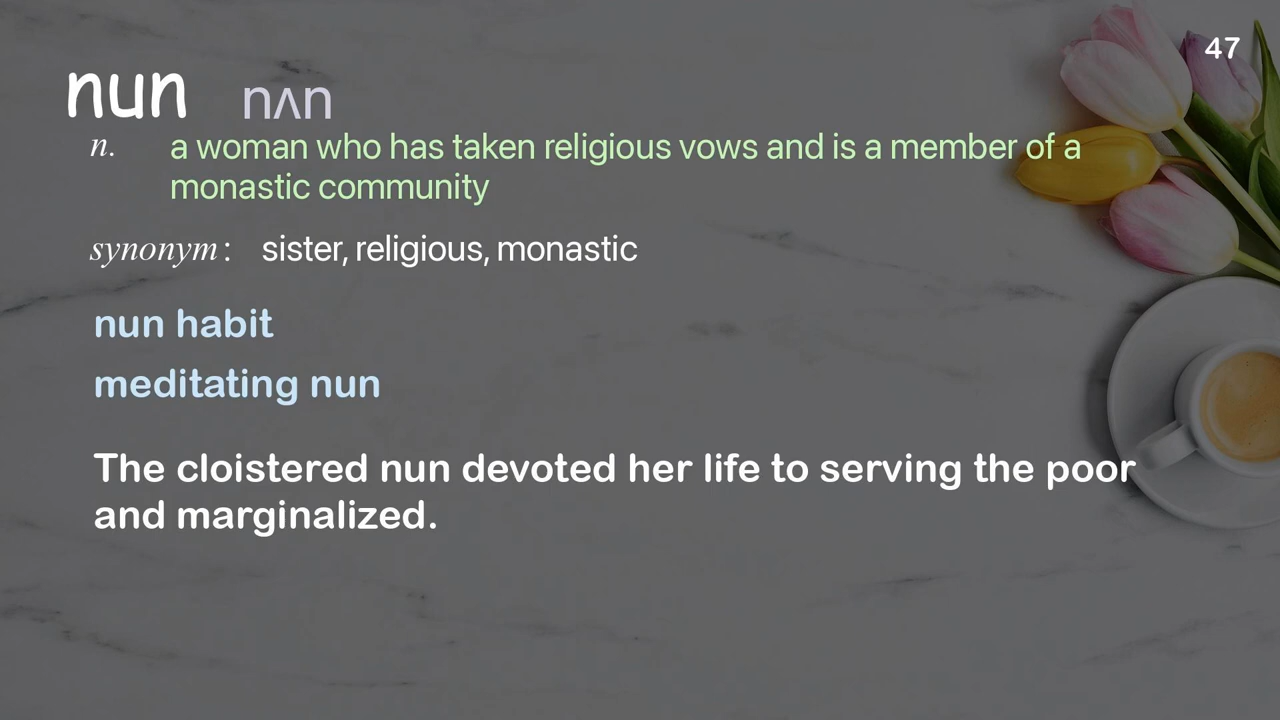 47
nun nʌn
n. a woman who has taken religious vows and is a member of a
monastic community
synonym: sister, religious, monastic
nun habit
meditating nun
The cloistered nun devoted her life to serving the poor
and marginalized.